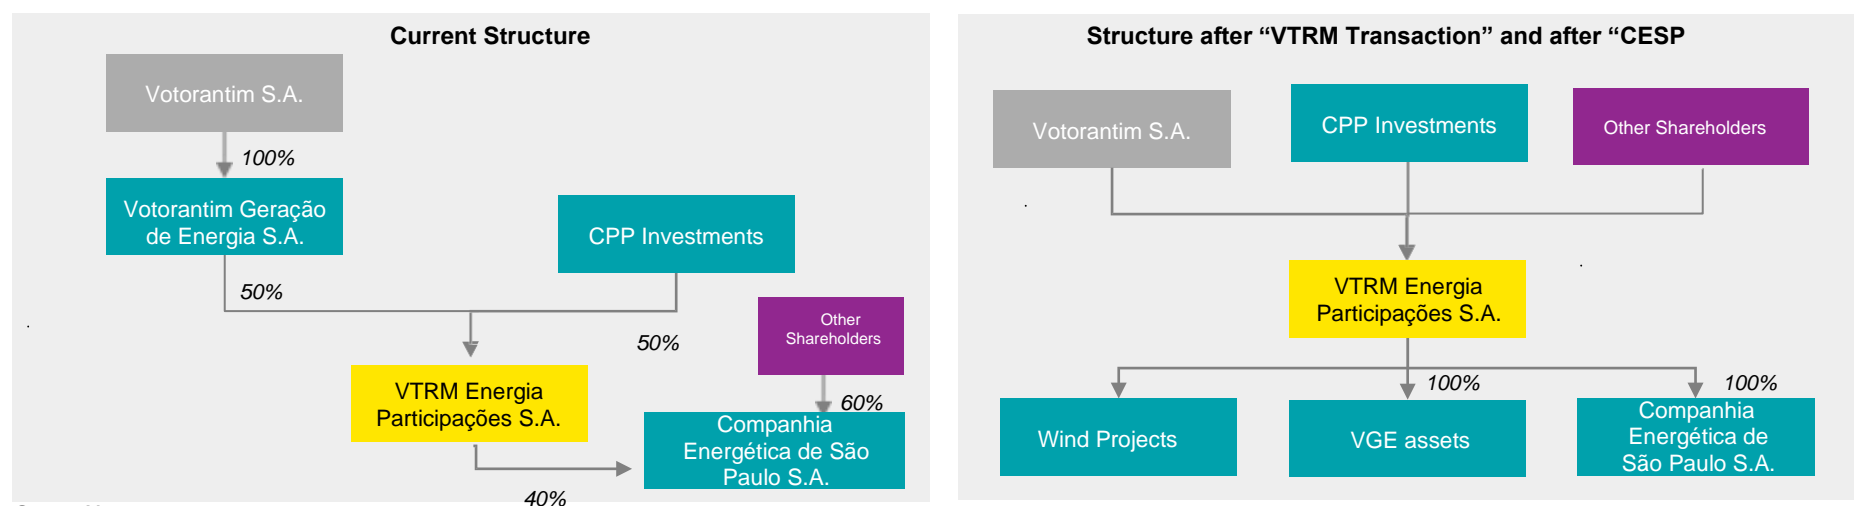 Current Structure
Votorantim S.A.
100%
Votorantim Geração
de Energia S.A.
CPP Investments
50%
50%
Other
Shareholders
VTRM Energia
Participações S.A.
60%
Companhia
Energética de São
Paulo S.A.
40%
Structure after “VTRM Transaction” and after “CESP
Votorantim S.A.
CPP Investments
Other Shareholders
VTRM Energia
Participações S.A.
100%
100%
Wind Projects
VGE assets
Companhia
Energética de
São Paulo S.A.